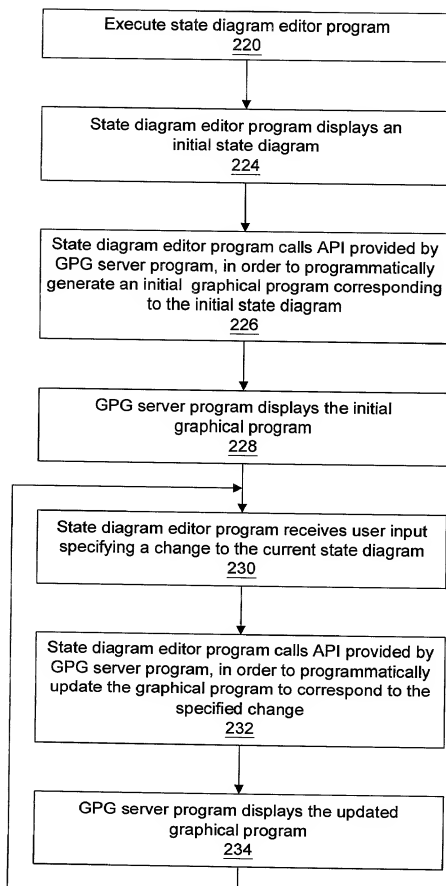 Execute state diagram editor program
220
State diagram editor program displays an
initial state diagram
224
State diagram editor program calls API provided by
GPG server program, in order to programmatically
generate an initial graphical program corresponding
to the initial state diagram
226
GPG server program displays the initial
graphical program
228
State diagram editor program receives user input
specifying a change to the current state diagram
230
State diagram editor program calls API provided by
GPG server program, in order to programmatically
update the graphical program to correspond to the
specified change
232
GPG server program displays the updated
graphical program
234